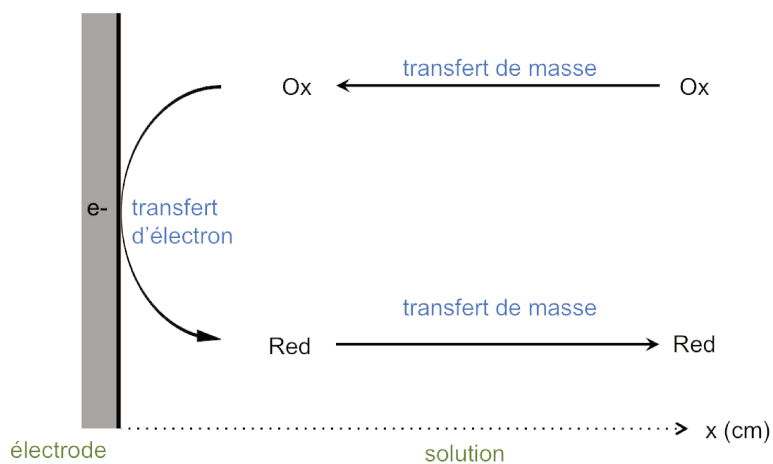 transfert de masse
Ox
Ox
e-
transfert
d'électron
transfert de masse
Red
Red
x (cm)
électrode
solution